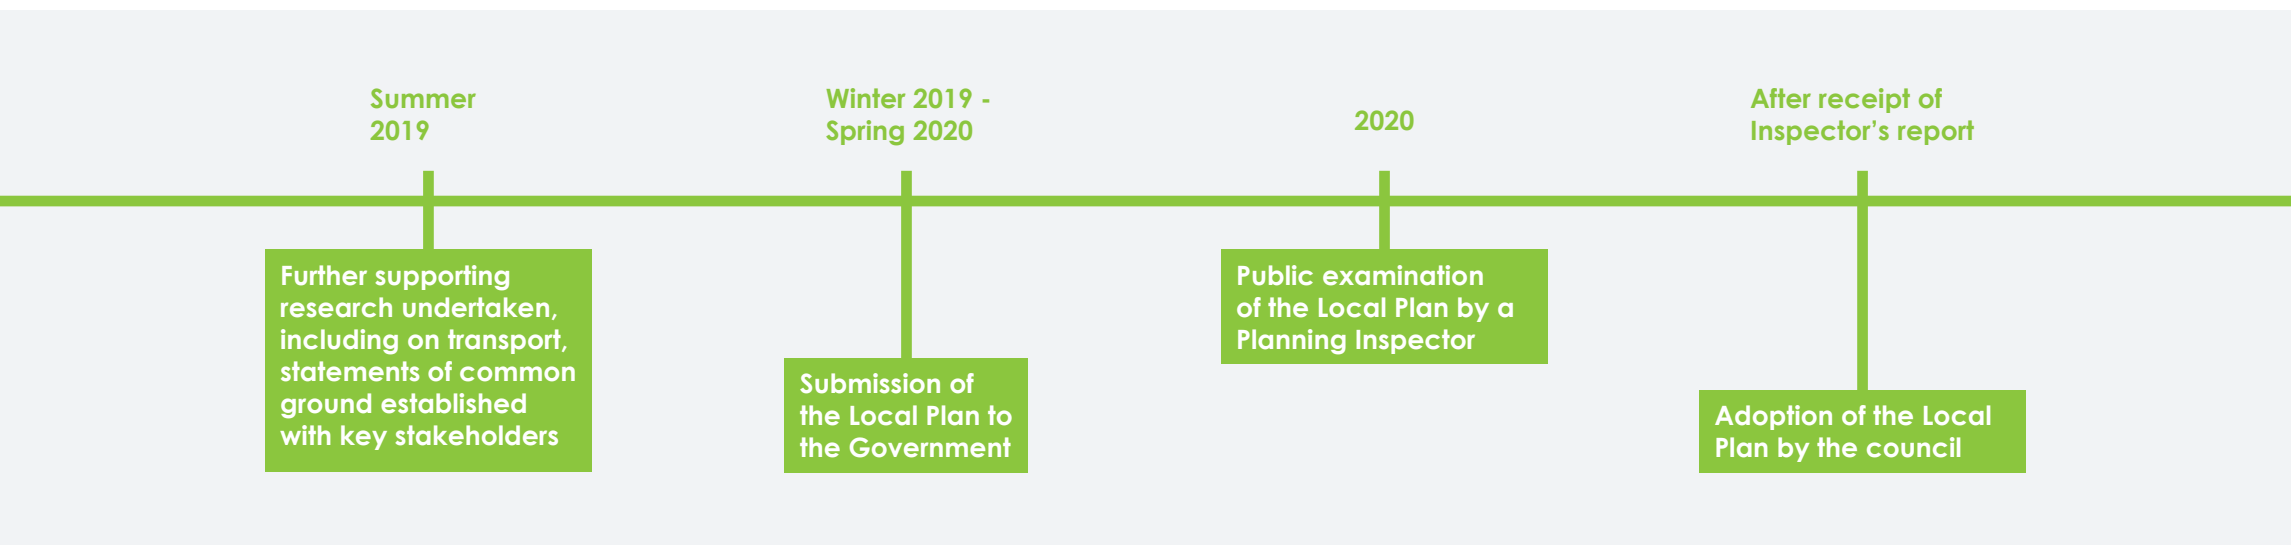 Summer
2019
Further supporting
research undertaken,
including on transport,
statements of common
ground established
with key stakeholders
Winter 2019 -
Spring 2020
Submission of
the Local Plan to
the Government
2020
Public examination
of the Local Plan by a
Planning Inspector
After receipt of
Inspector’s report
Adoption of the Local
Plan by the council